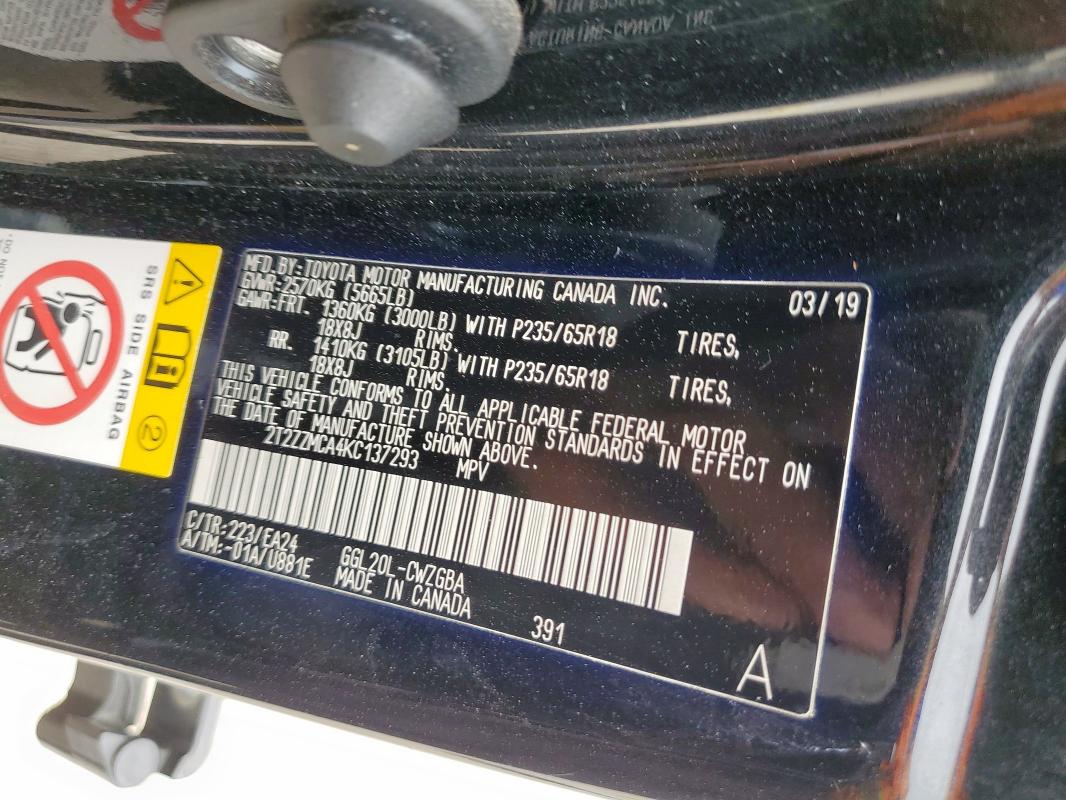 MFD. BY: TOYOTA MOTOR MANUFACTURING CANADA INC. 03/19
GVWR: 2570KG (5665LB)
GAWR: FRT. 1360KG (3000LB) WITH P235/65R18 TIRES,
18X8J RIMS,
RR. 1410KG (3105LB) WITH P235/65R18 TIRES,
18X8J RIMS.
THIS VEHICLE CONFORMS TO ALL APPLICABLE FEDERAL MOTOR
VEHICLE SAFETY AND THEFT PREVENTION STANDARDS IN EFFECT ON
THE DATE OF MANUFACTURE SHOWN ABOVE.
2T2ZZMCA4KC137293 MPV
C/TR: 223/EA24 GGL20L-CWZGBA
A/TM: -01A/U881E MADE IN CANADA
391
A
SRS SIDE AIRBAG
2